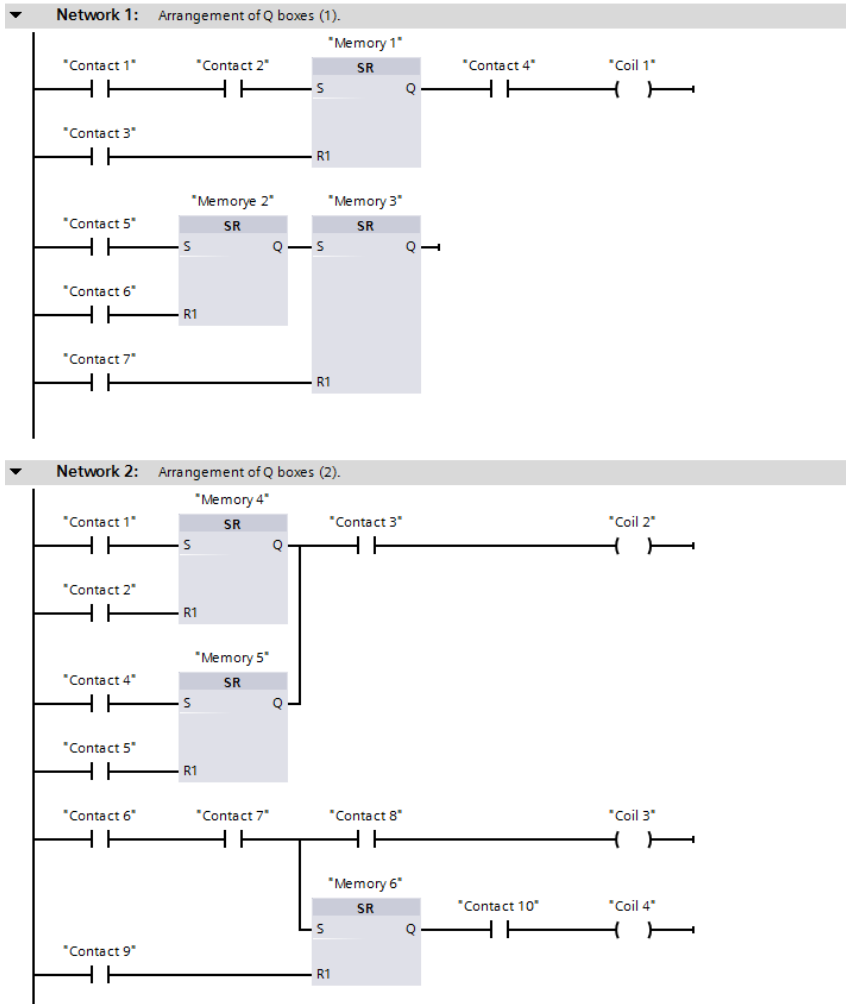 Network 1: Arrangement of Q boxes (1).
"Memory 1"
"Contact 1" "Contact 2" SR "Contact 4" "Coil 1"
S Q
"Contact 3"
R1
"Memorye 2" "Memory 3"
"Contact 5" SR SR
S Q S Q
"Contact 6"
R1
"Contact 7"
R1
Network 2: Arrangement of Q boxes (2).
"Memory 4"
"Contact 1" SR "Contact 3" "Coil 2"
S Q
"Contact 2"
R1
"Memory 5"
"Contact 4" SR
S Q
"Contact 5"
R1
"Contact 6" "Contact 7" "Contact 8" "Coil 3"
"Memory 6"
SR "Contact 10" "Coil 4"
S Q
"Contact 9"
R1